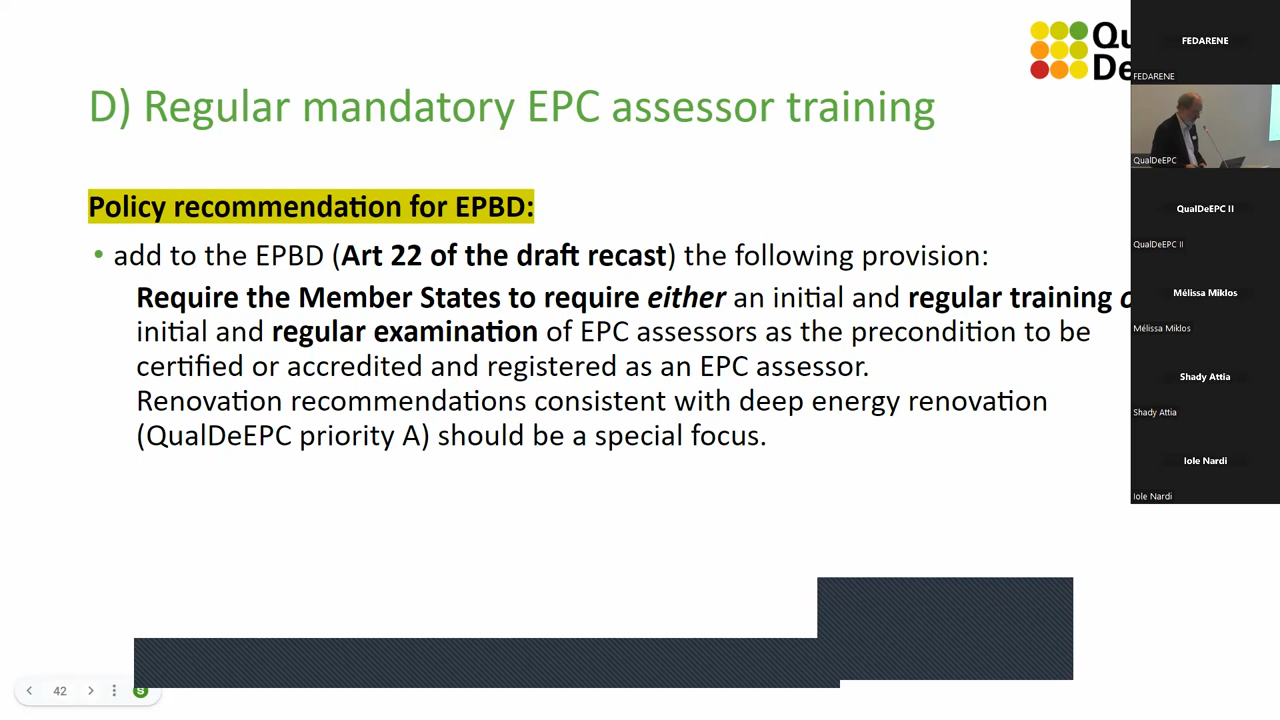 D) Regular mandatory EPC assessor training
Policy recommendation for EPBD:
• add to the EPBD (Art 22 of the draft recast) the following provision:
Require the Member States to require either an initial and regular training
initial and regular examination of EPC assessors as the precondition to be
certified or accredited and registered as an EPC assessor.
Renovation recommendations consistent with deep energy renovation
(QualDeEPC priority A) should be a special focus.
42
S
FEDARENE
FEDARENE
QualDeEPC
QualDeEPC II
QualDeEPC II
Mélissa Miklos
Mélissa Miklos
Shady Attia
Shady Attia
Iole Nardi
Iole Nardi